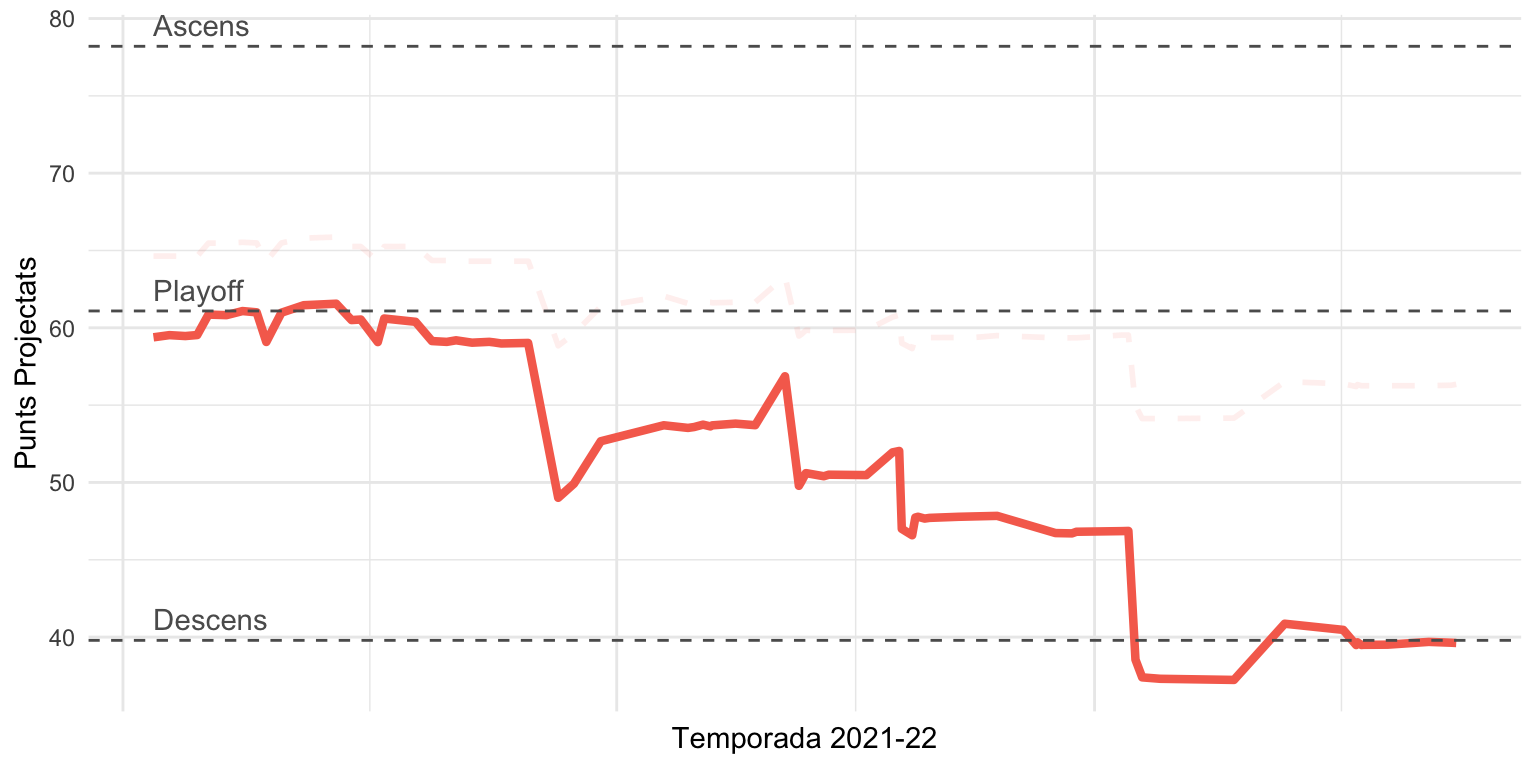 80
Ascens
70
Playoff
60
50
Descens
40
Punts Projectats
Temporada 2021-22